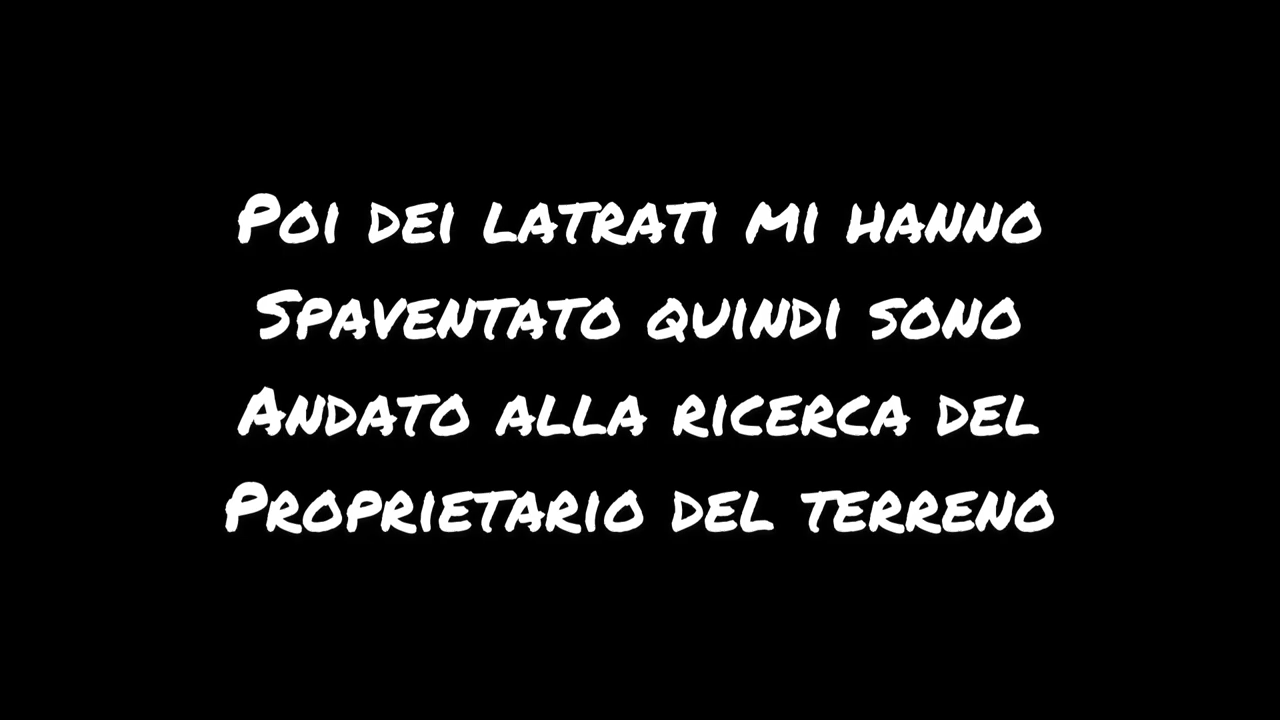 Poi dei latrati mi hanno
Spaventato quindi sono
Andato alla ricerca del
Proprietario del terreno